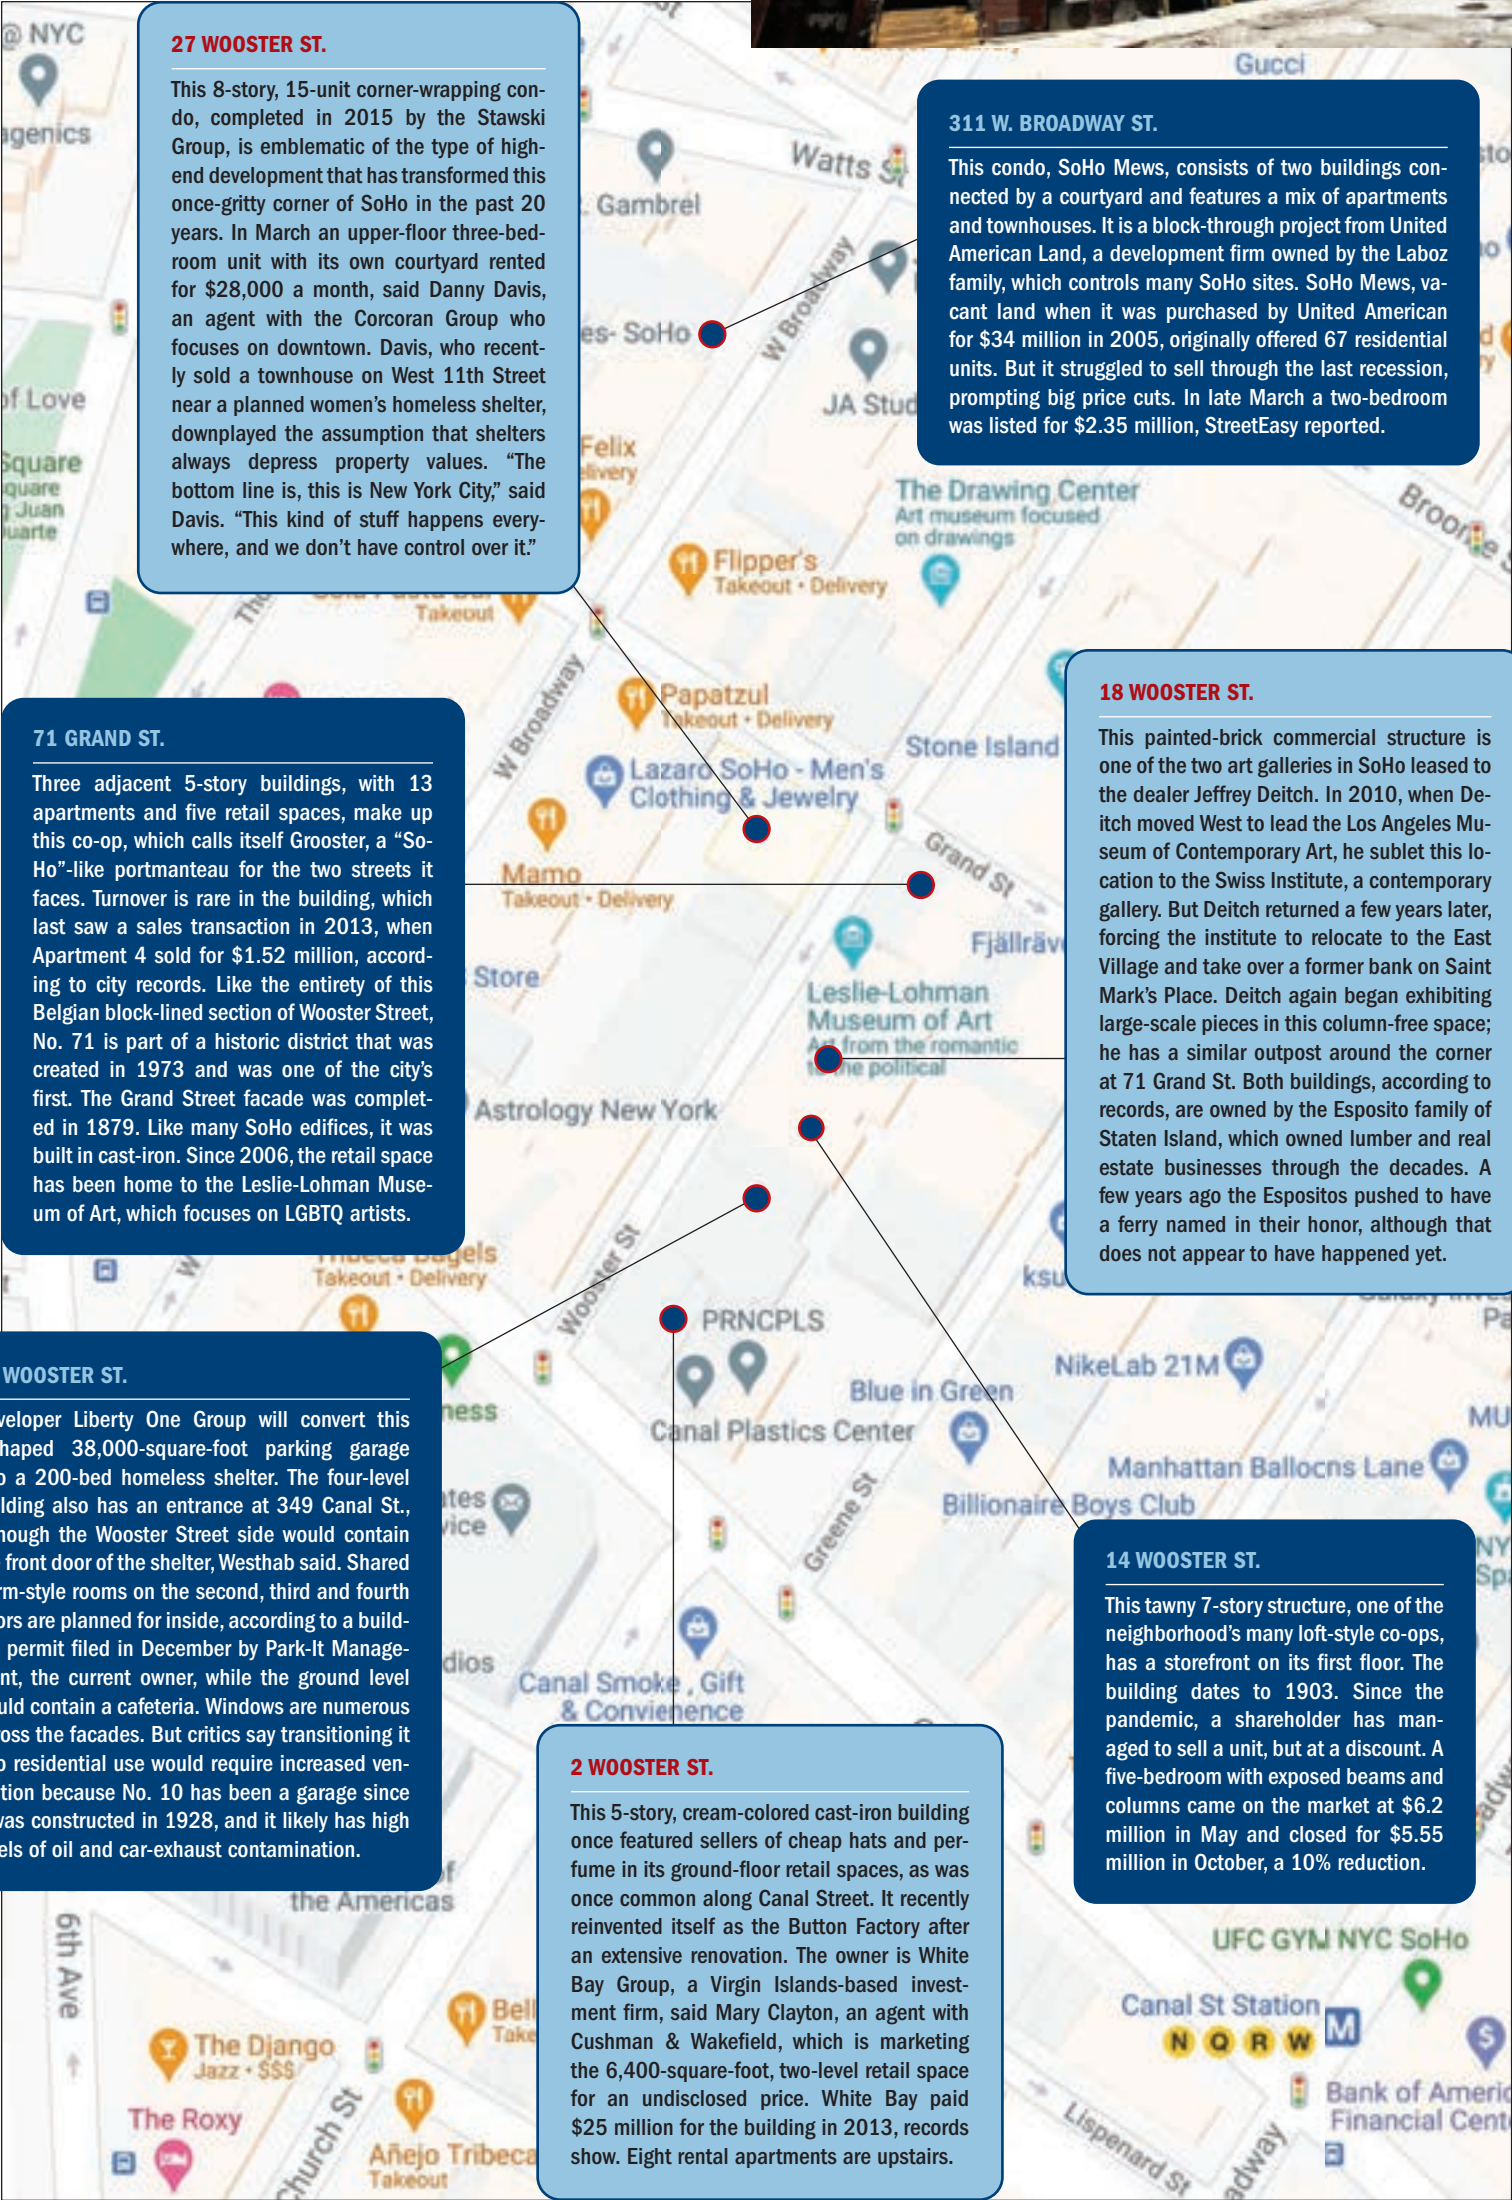 27 WOOSTER ST.
This 8-story, 15-unit corner-wrapping con-
do, completed in 2015 by the Stawski
Group, is emblematic of the type of high-
end development that has transformed this
once-gritty corner of SoHo in the past 20
years. In March an upper-floor three-bed-
room unit with its own courtyard rented
for $28,000 a month, said Danny Davis,
an agent with the Corcoran Group who
focuses on downtown. Davis, who recent-
ly sold a townhouse on West 11th Street
near a planned women's homeless shelter,
downplayed the assumption that shelters
always depress property values. “The
bottom line is, this is New York City,” said
Davis. “This kind of stuff happens every-
where, and we don't have control over it.”
311 W. BROADWAY ST.
This condo, SoHo Mews, consists of two buildings con-
nected by a courtyard and features a mix of apartments
and townhouses. It is a block-through project from United
American Land, a development firm owned by the Laboz
family, which controls many SoHo sites. SoHo Mews, va-
cant land when it was purchased by United American
for $34 million in 2005, originally offered 67 residential
units. But it struggled to sell through the last recession,
prompting big price cuts. In late March a two-bedroom
was listed for $2.35 million, StreetEasy reported.
71 GRAND ST.
Three adjacent 5-story buildings, with 13
apartments and five retail spaces, make up
this co-op, which calls itself Grooster, a “So-
Ho”-like portmanteau for the two streets it
faces. Turnover is rare in the building, which
last saw a sales transaction in 2013, when
Apartment 4 sold for $1.52 million, accord-
ing to city records. Like the entirety of this
Belgian block-lined section of Wooster Street,
No. 71 is part of a historic district that was
created in 1973 and was one of the city's
first. The Grand Street facade was complet-
ed in 1879. Like many SoHo edifices, it was
built in cast-iron. Since 2006, the retail space
has been home to the Leslie-Lohman Muse-
um of Art, which focuses on LGBTQ artists.
18 WOOSTER ST.
This painted-brick commercial structure is
one of the two art galleries in SoHo leased to
the dealer Jeffrey Deitch. In 2010, when De-
itch moved West to lead the Los Angeles Mu-
seum of Contemporary Art, he sublet this lo-
cation to the Swiss Institute, a contemporary
gallery. But Deitch returned a few years later,
forcing the institute to relocate to the East
Village and take over a former bank on Saint
Mark's Place. Deitch again began exhibiting
large-scale pieces in this column-free space;
he has a similar outpost around the corner
at 71 Grand St. Both buildings, according to
records, are owned by the Esposito family of
Staten Island, which owned lumber and real
estate businesses through the decades. A
few years ago the Espositos pushed to have
a ferry named in their honor, although that
does not appear to have happened yet.
WOOSTER ST.
veloper Liberty One Group will convert this
haped 38,000-square-foot parking garage
o a 200-bed homeless shelter. The four-level
lding also has an entrance at 349 Canal St.,
hough the Wooster Street side would contain
front door of the shelter, Westhab said. Shared
rm-style rooms on the second, third and fourth
ors are planned for inside, according to a build-
permit filed in December by Park-It Manage-
nt, the current owner, while the ground level
uld contain a cafeteria. Windows are numerous
ross the facades. But critics say transitioning it
o residential use would require increased ven-
tion because No. 10 has been a garage since
was constructed in 1928, and it likely has high
els of oil and car-exhaust contamination.
14 WOOSTER ST.
This tawny 7-story structure, one of the
neighborhood's many loft-style co-ops,
has a storefront on its first floor. The
building dates to 1903. Since the
pandemic, a shareholder has man-
aged to sell a unit, but at a discount. A
five-bedroom with exposed beams and
columns came on the market at $6.2
million in May and closed for $5.55
million in October, a 10% reduction.
2 WOOSTER ST.
This 5-story, cream-colored cast-iron building
once featured sellers of cheap hats and per-
fume in its ground-floor retail spaces, as was
once common along Canal Street. It recently
reinvented itself as the Button Factory after
an extensive renovation. The owner is White
Bay Group, a Virgin Islands-based invest-
ment firm, said Mary Clayton, an agent with
Cushman & Wakefield, which is marketing
the 6,400-square-foot, two-level retail space
for an undisclosed price. White Bay paid
$25 million for the building in 2013, records
show. Eight rental apartments are upstairs.
@ NYC
agenics
Gucci
Watts St
Gambrel
W Broadway
es- SoHo
JA Stud
of Love
Square
quare
Juan
uarte
Felix
elivery
The Drawing Center
Art museum focused
on drawings
Broome S
Flipper's
Takeout • Delivery
Takeout
Papatzul
Takeout • Delivery
W Broadway
Stone Island
Lazaro SoHo - Men's
Clothing & Jewelry
Mamo
Takeout • Delivery
Grand St
Fjällräv
Store
Leslie-Lohman
Museum of Art
Art from the romantic
to the political
Astrology New York
Tribeca Bagels
Takeout • Delivery
Wooster St
ksu
PRNCPLS
NikeLab 21M
Blue in Green
Canal Plastics Center
ness
MU
Manhattan Ballocns Lane
Billionaire Boys Club
ates
vice
Greene St
NY
Spa
dios
Canal Smoke , Gift
& Convienence
of
the Americas
6th Ave
UFC GYM NYC SoHo
Canal St Station
N Q R W
M
Bell
Take
The Django
Jazz • $$$
The Roxy
Church St
Añejo Tribeca
Takeout
Bank of Americ
Financial Cent
Lispenard St
adway